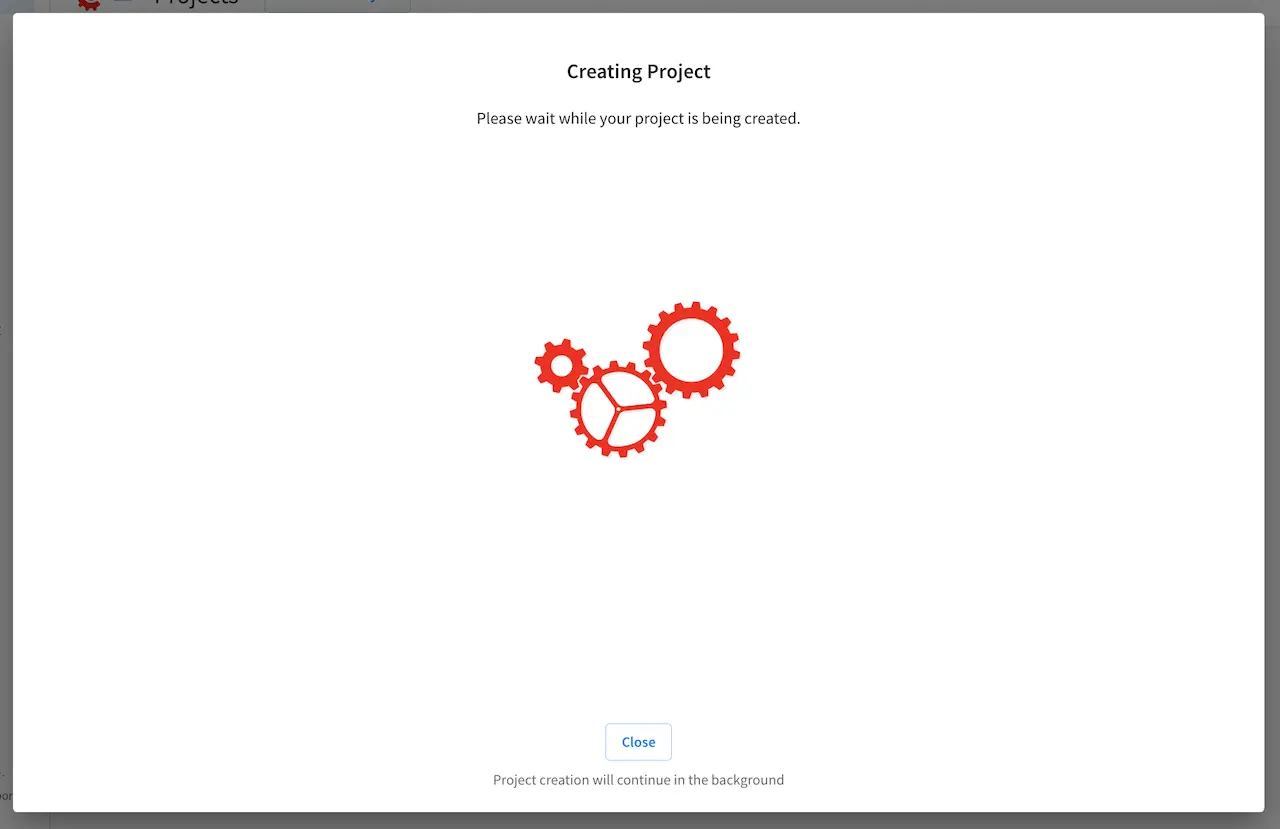 Projects
Creating Project
Please wait while your project is being created.
Close
Project creation will continue in the background